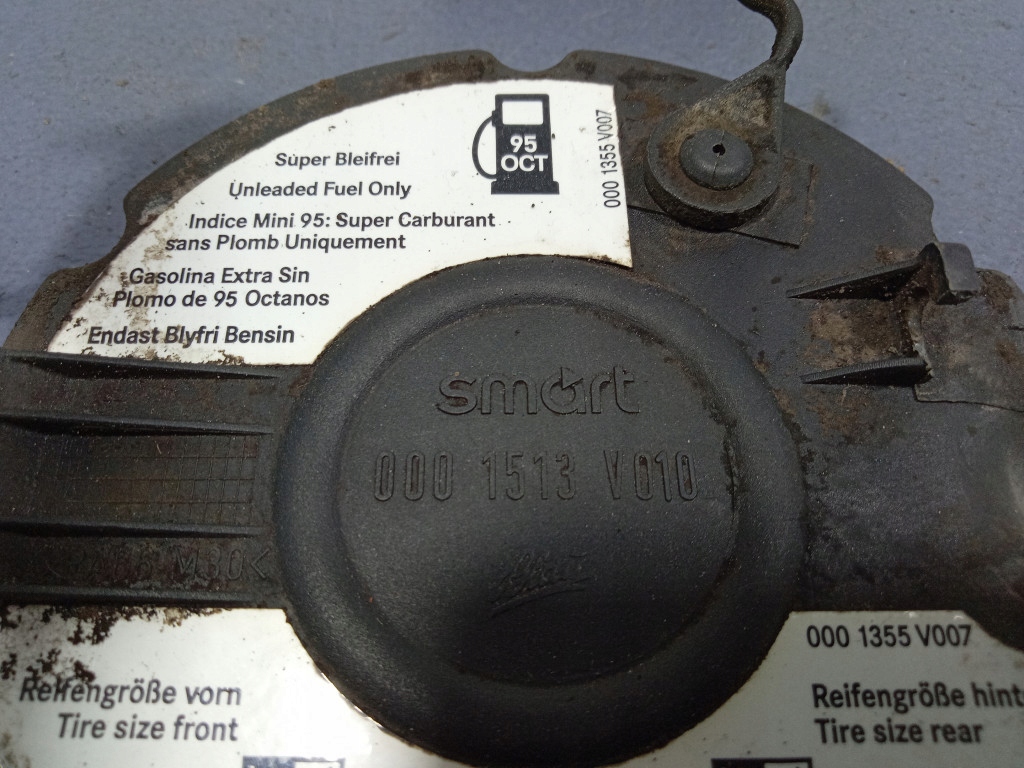 95
OCT
000 1355 V007
Super Bleifrei
Unleaded Fuel Only
Indice Mini 95: Super Carburant
sans Plomb Uniquement
Gasolina Extra Sin
Plomo de 95 Octanos
Endast Blyfri Bensin
smart
000 1513 V010
000 1355 V007
Reifengröße vorn
Tire size front
Reifengröße hint
Tire size rear